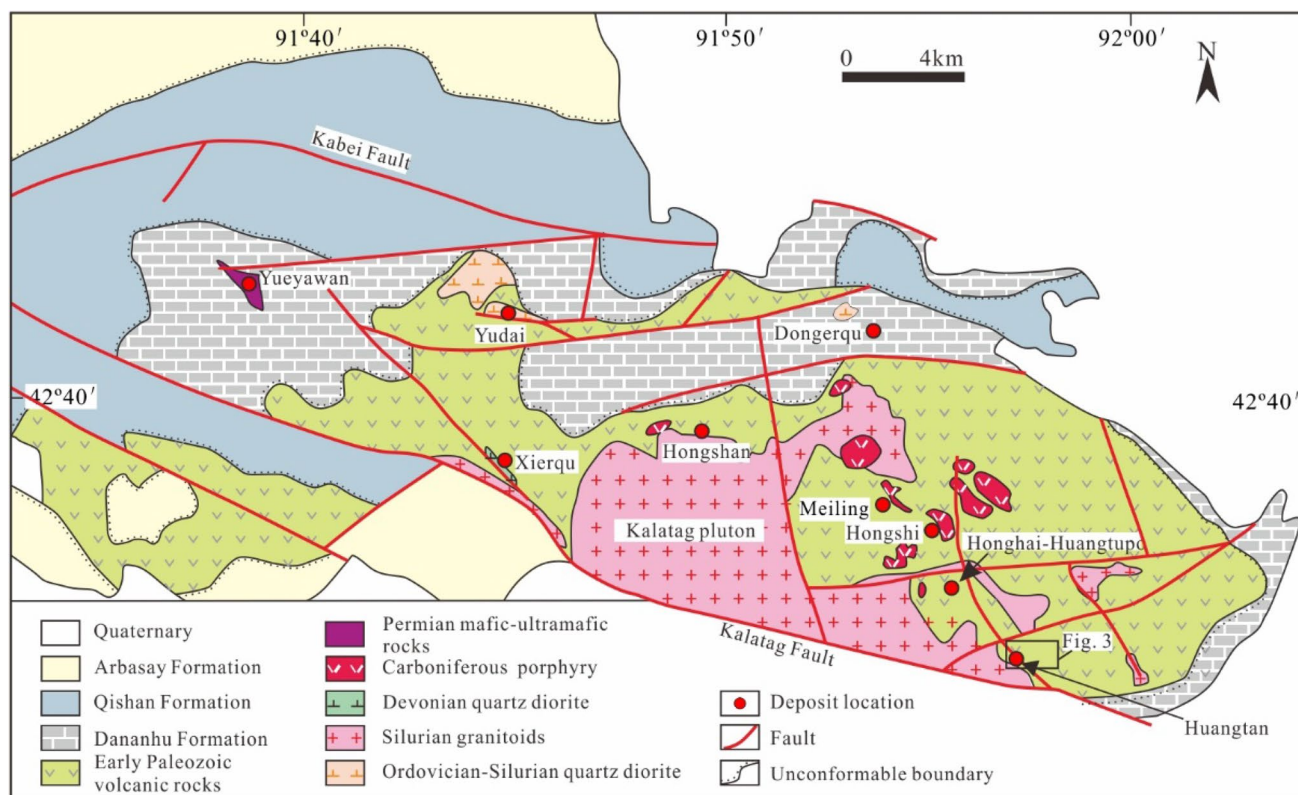 91º40′
91º50′
92º00′
0 4km
N
Kabei Fault
Yueyawan
Yudai
Dongerqu
42º40′
42º40′
Xierqu
Hongshan
Meiling
Kalatag pluton
Hongshi
Honghai-Huangtupo
Kalatag Fault
Fig. 3
Huangtan
Quaternary
Arbasay Formation
Qishan Formation
Dananhu Formation
Early Paleozoic
volcanic rocks
Permian mafic-ultramafic
rocks
Carboniferous porphyry
Devonian quartz diorite
Silurian granitoids
Ordovician-Silurian quartz diorite
Deposit location
Fault
Unconformable boundary